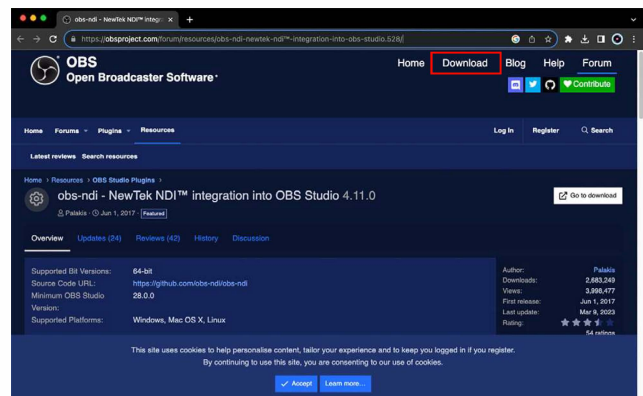 obs-ndi - NewTek NDI™ integr
https://obsproject.com/forum/resources/obs-ndi-newtek-ndi™-integration-into-obs-studio.528/
OBS
Open Broadcaster Software
Home Download Blog Help Forum
Contribute
Home Forums Plugins Resources Log In Register Search
Latest reviews Search resources
Home › Resources › OBS Studio Plugins ›
obs-ndi - NewTek NDI™ integration into OBS Studio 4.11.0
Go to download
Palakis · Jun 1, 2017 · Featured
Overview Updates (24) Reviews (42) History Discussion
Supported Bit Versions: 64-bit
Source Code URL: https://github.com/obs-ndi/obs-ndi
Minimum OBS Studio Version: 28.0.0
Supported Platforms: Windows, Mac OS X, Linux
Author: Palakis
Downloads: 2,683,249
Views: 3,998,477
First release: Jun 1, 2017
Last update: Mar 9, 2023
Rating:
54 ratings
This site uses cookies to help personalise content, tailor your experience and to keep you logged in if you register.
By continuing to use this site, you are consenting to our use of cookies.
Accept Learn more...